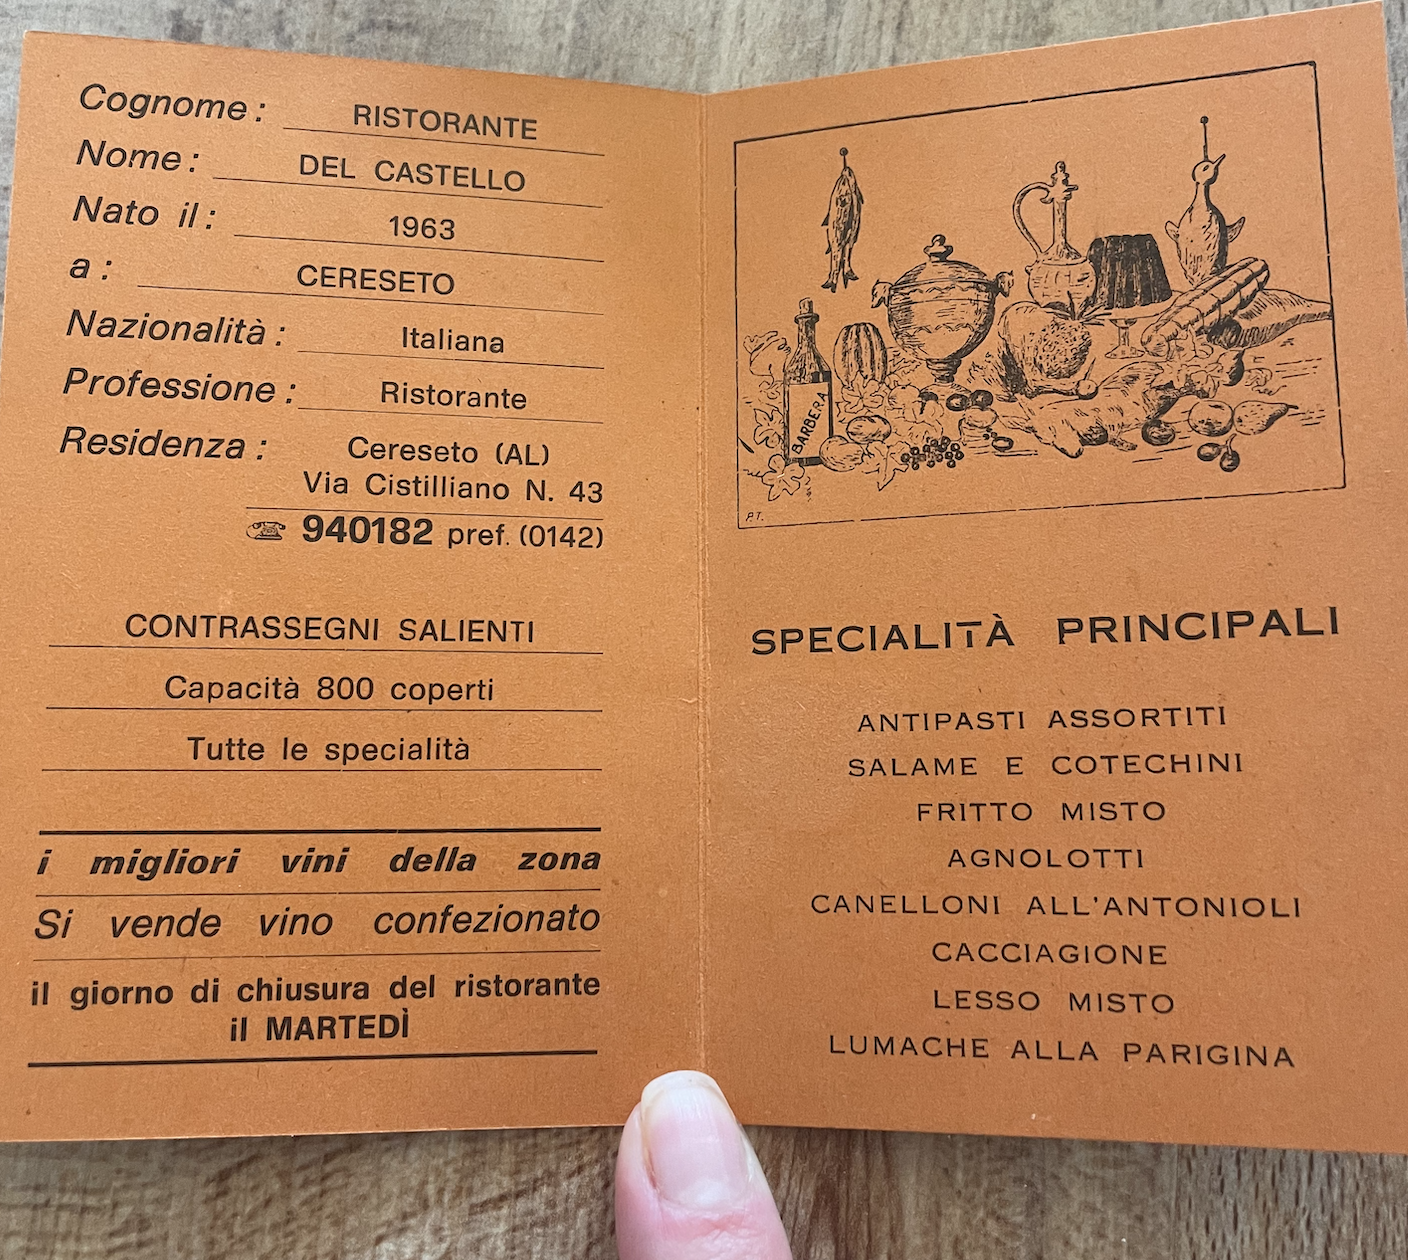 Cognome: RISTORANTE
Nome: DEL CASTELLO
Nato il: 1963
a: CERESETO
Nazionalità: Italiana
Professione: Ristorante
Residenza: Cereseto (AL)
Via Cistilliano N. 43
940182 pref. (0142)
CONTRASSEGNI SALIENTI
Capacità 800 coperti
Tutte le specialità
i migliori vini della zona
Si vende vino confezionato
il giorno di chiusura del ristorante
il MARTEDÌ
BARBERA
P.T.
SPECIALITÀ PRINCIPALI
ANTIPASTI ASSORTITI
SALAME E COTECHINI
FRITTO MISTO
AGNOLOTTI
CANELLONI ALL'ANTONIOLI
CACCIAGIONE
LESSO MISTO
LUMACHE ALLA PARIGINA